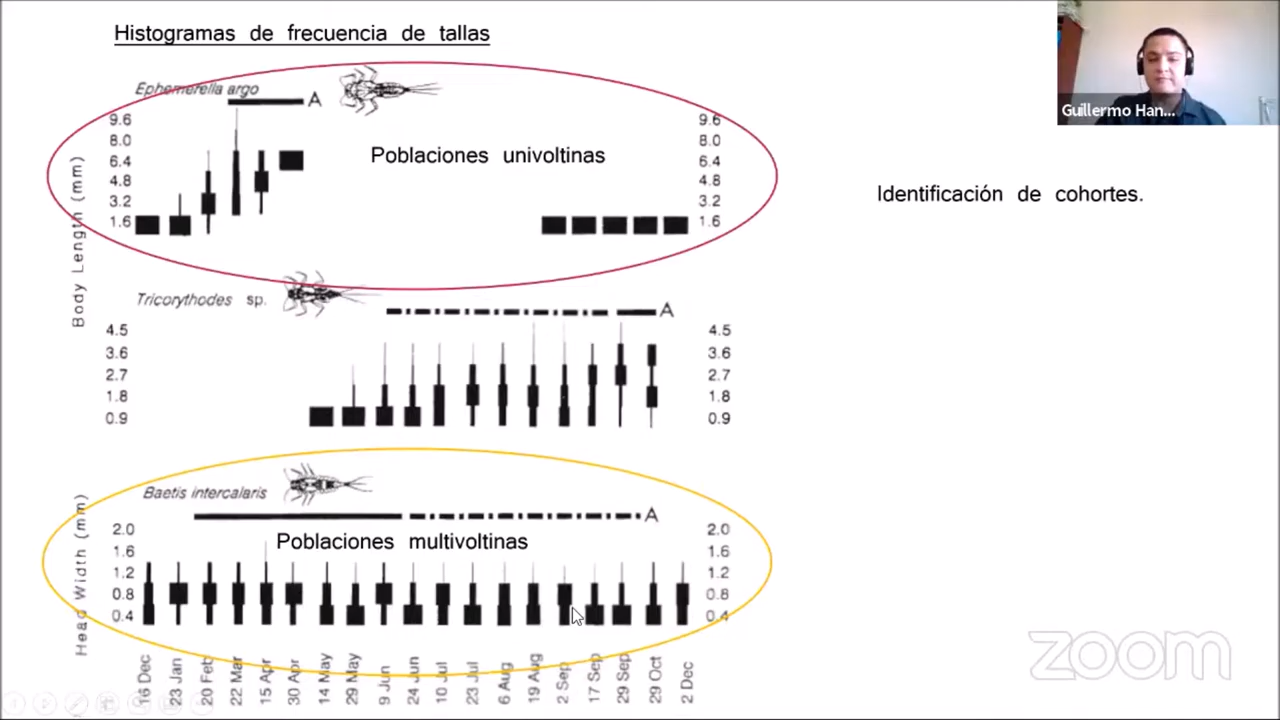 Histogramas de frecuencia de tallas
Guillermo Han...
Ephemerella argo
A
9.6 9.6
8.0 8.0
Poblaciones univoltinas
6.4 6.4
4.8 4.8
3.2 3.2
1.6 1.6
Identificación de cohortes.
Body Length (mm)
Tricorythodes sp.
A
4.5 4.5
3.6 3.6
2.7 2.7
1.8 1.8
0.9 0.9
Baetis intercalaris
A
Poblaciones multivoltinas
2.0 2.0
1.6 1.6
1.2 1.2
0.8 0.8
0.4 0.4
Head Width (mm)
16 Dec
23 Jan
20 Feb
22 Mar
15 Apr
30 Apr
14 May
29 May
9 Jun
24 Jun
10 Jul
23 Jul
6 Aug
19 Aug
2 Sep
17 Sep
29 Sep
29 Oct
2 Dec
zoom